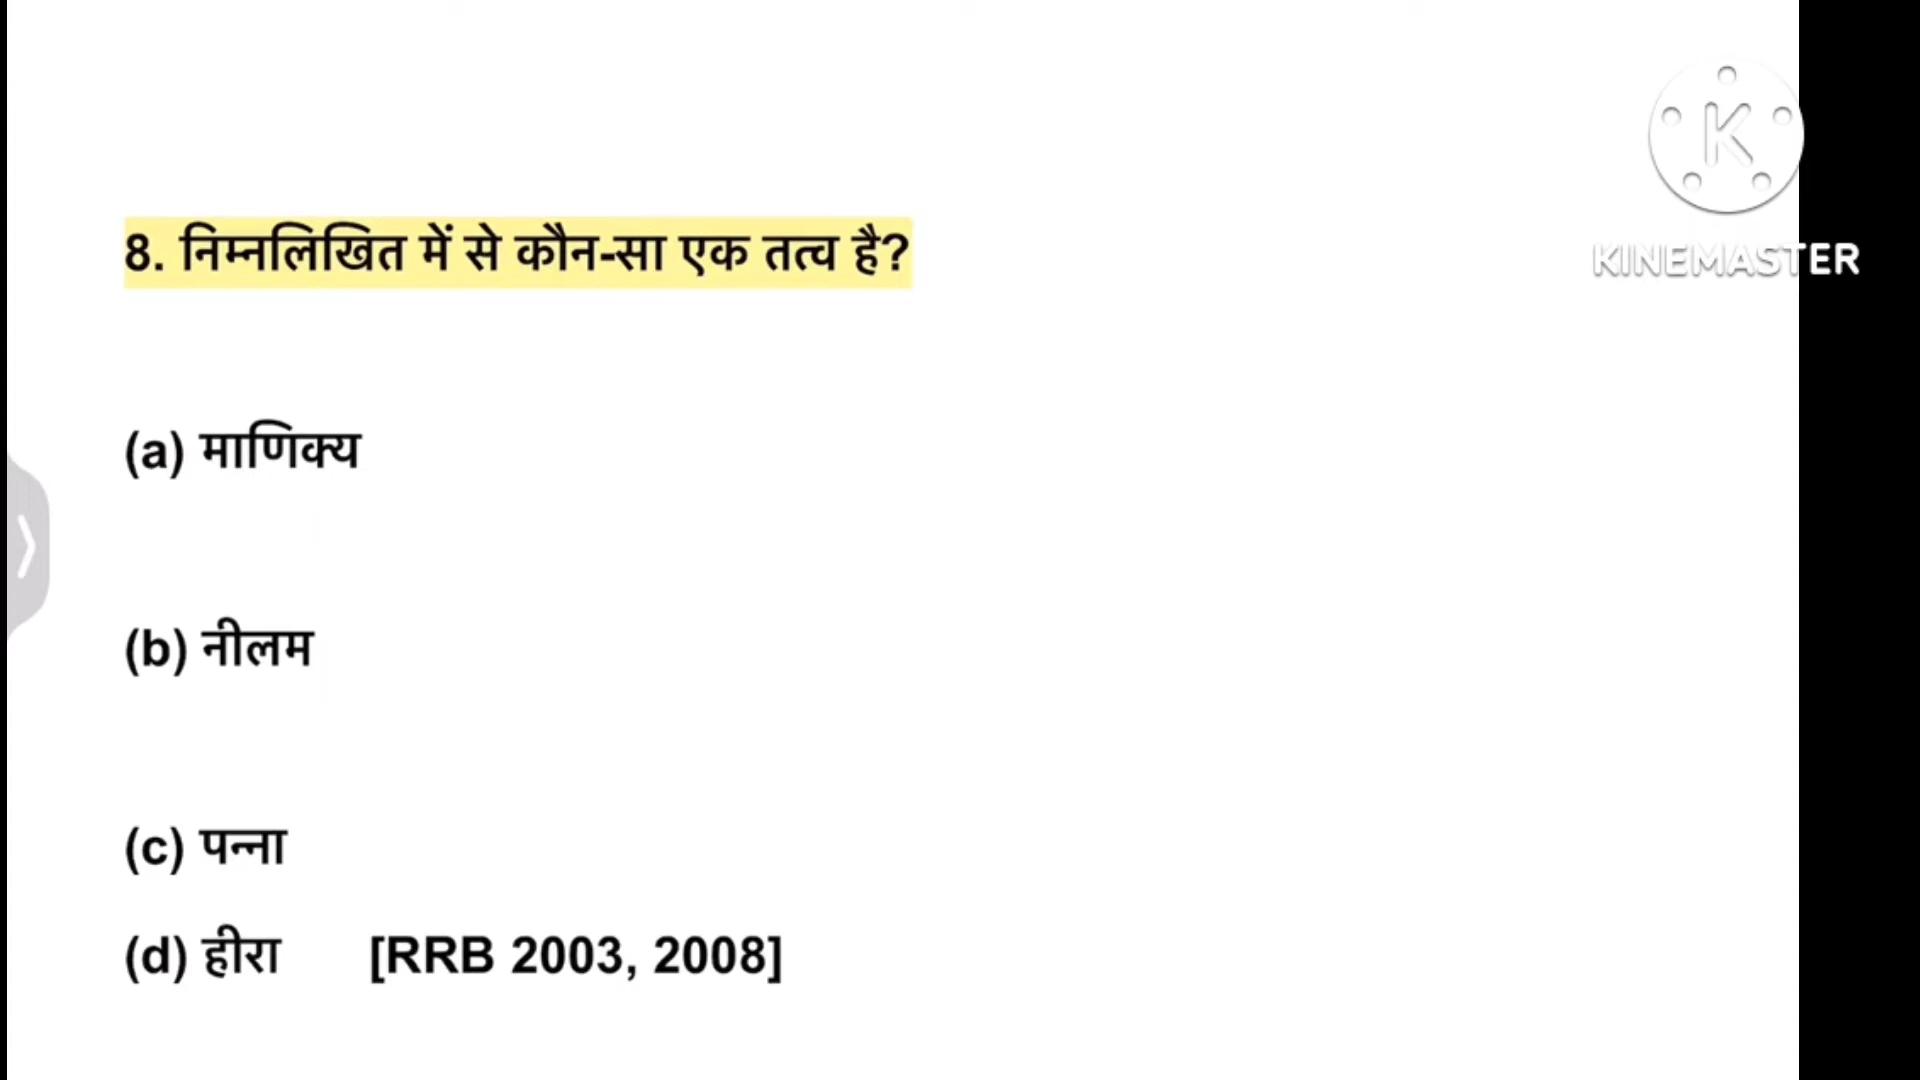 K
KINEMASTER
8. निम्नलिखित में से कौन-सा एक तत्व है?
(a) माणिक्य
(b) नीलम
(c) पन्ना
(d) हीरा [RRB 2003, 2008]